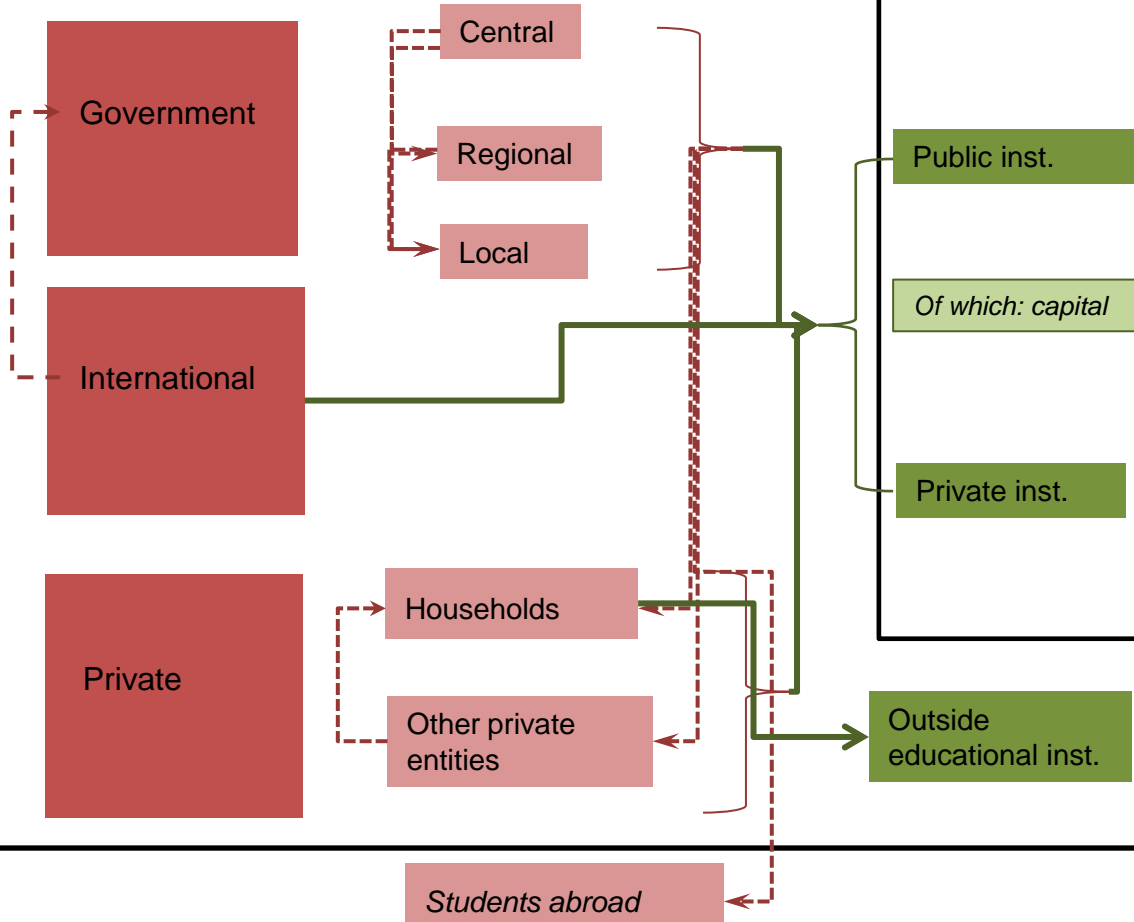 Central
Government
Regional
Public inst.
Local
Of which: capital
International
Private inst.
Households
Private
Other private
entities
Outside
educational inst.
Students abroad